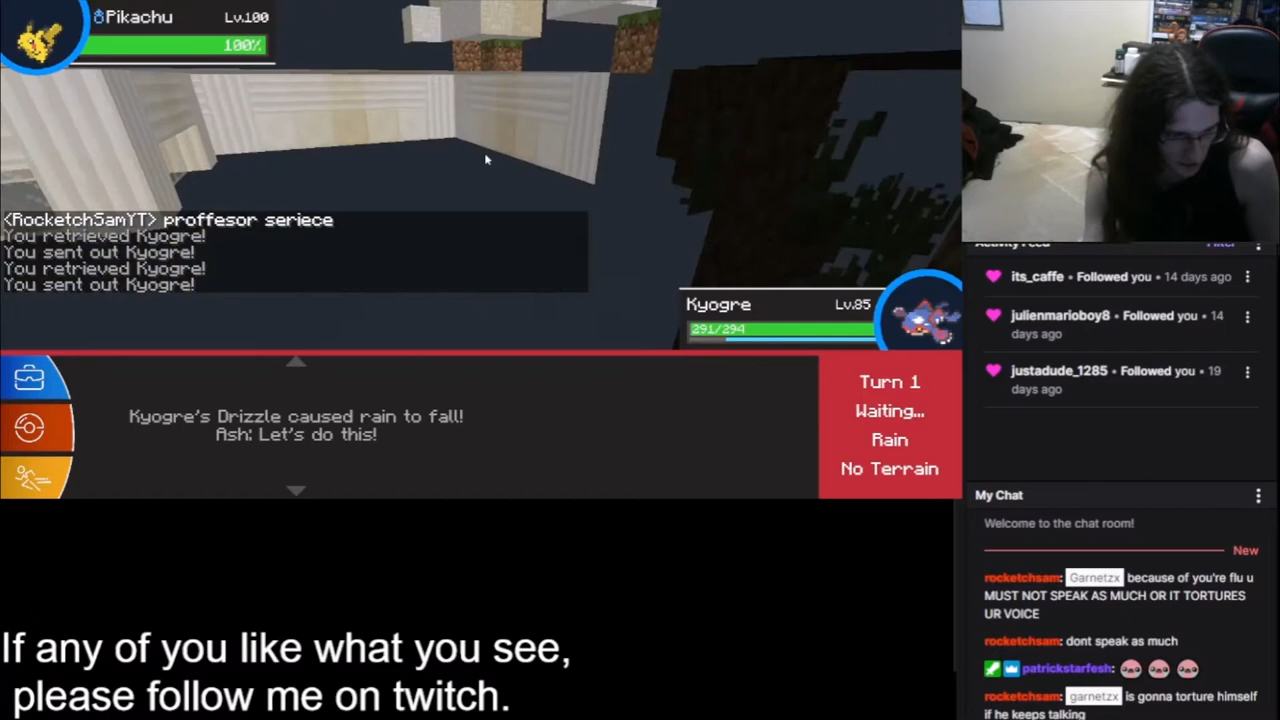 Pikachu Lv.100
100%
<RocketchSamYT> proffesor seriece
You retrieved Kyogre!
You sent out Kyogre!
You retrieved Kyogre!
You sent out Kyogre!
Kyogre Lv.85
291/294
Kyogre's Drizzle caused rain to fall!
Ash: Let's do this!
Turn 1
Waiting...
Rain
No Terrain
If any of you like what you see,
please follow me on twitch.
Activity Feed Filter
its_caffe • Followed you • 14 days ago
julienmarioboy8 • Followed you • 14
days ago
justadude_1285 • Followed you • 19
days ago
My Chat
Welcome to the chat room!
New
rocketchsam: Garnetzx because of you're flu u
MUST NOT SPEAK AS MUCH OR IT TORTURES
UR VOICE
rocketchsam: dont speak as much
patrickstarfesh:
rocketchsam: garnetzx is gonna torture himself
if he keeps talking